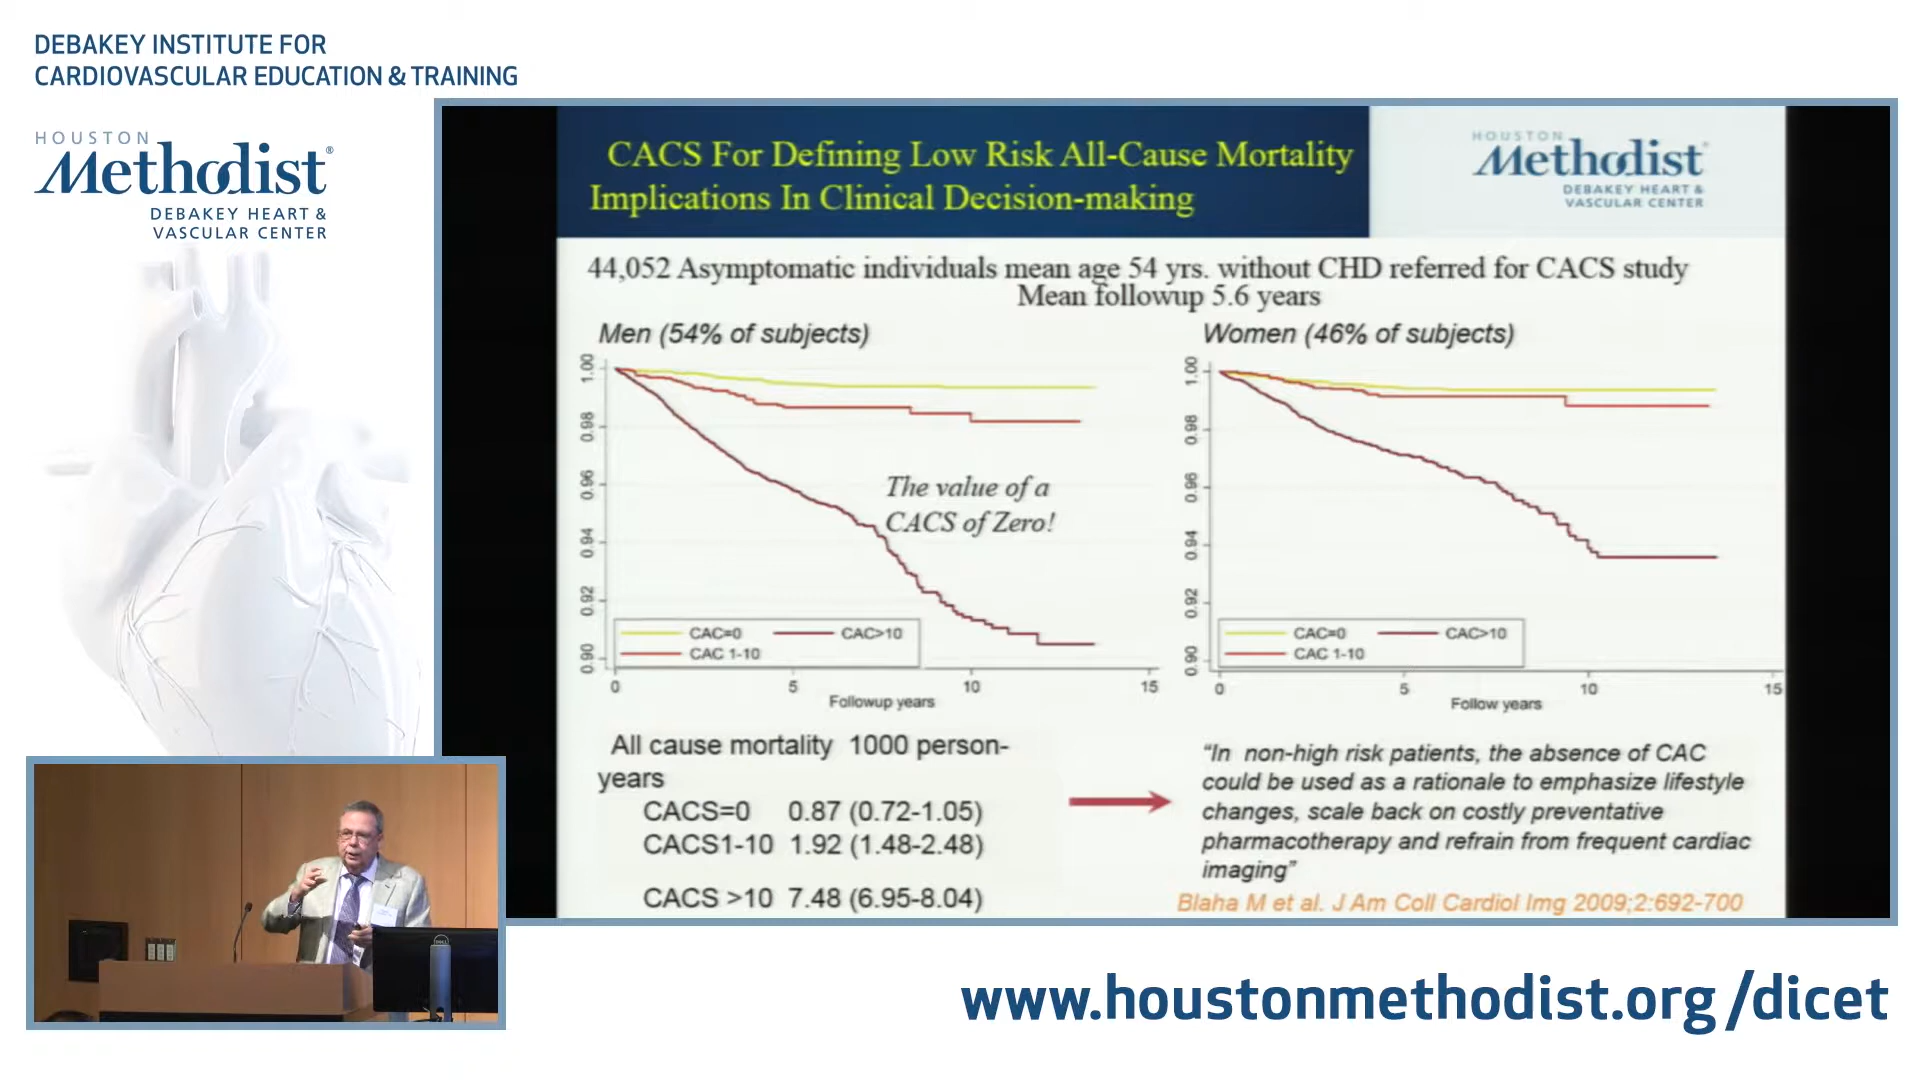 DEBAKEY INSTITUTE FOR
CARDIOVASCULAR EDUCATION & TRAINING
HOUSTON
Methodist®
DEBAKEY HEART &
VASCULAR CENTER
CACS For Defining Low Risk All-Cause Mortality
Implications In Clinical Decision-making
HOUSTON
Methodist
DEBAKEY HEART &
VASCULAR CENTER
44,052 Asymptomatic individuals mean age 54 yrs. without CHD referred for CACS study
Mean followup 5.6 years
Men (54% of subjects)
1.00
0.98
0.96
0.94
0.92
0.90
The value of a
CACS of Zero!
CAC=0
CAC>10
CAC 1-10
0
5
10
15
Followup years
Women (46% of subjects)
1.00
0.98
0.96
0.94
0.92
0.90
CAC=0
CAC>10
CAC 1-10
0
5
10
15
Follow years
All cause mortality 1000 person-
years
CACS=0 0.87 (0.72-1.05)
CACS1-10 1.92 (1.48-2.48)
CACS >10 7.48 (6.95-8.04)
“In non-high risk patients, the absence of CAC
could be used as a rationale to emphasize lifestyle
changes, scale back on costly preventative
pharmacotherapy and refrain from frequent cardiac
imaging”
Blaha M et al. J Am Coll Cardiol Img 2009;2:692-700
DELL
www.houstonmethodist.org/dicet